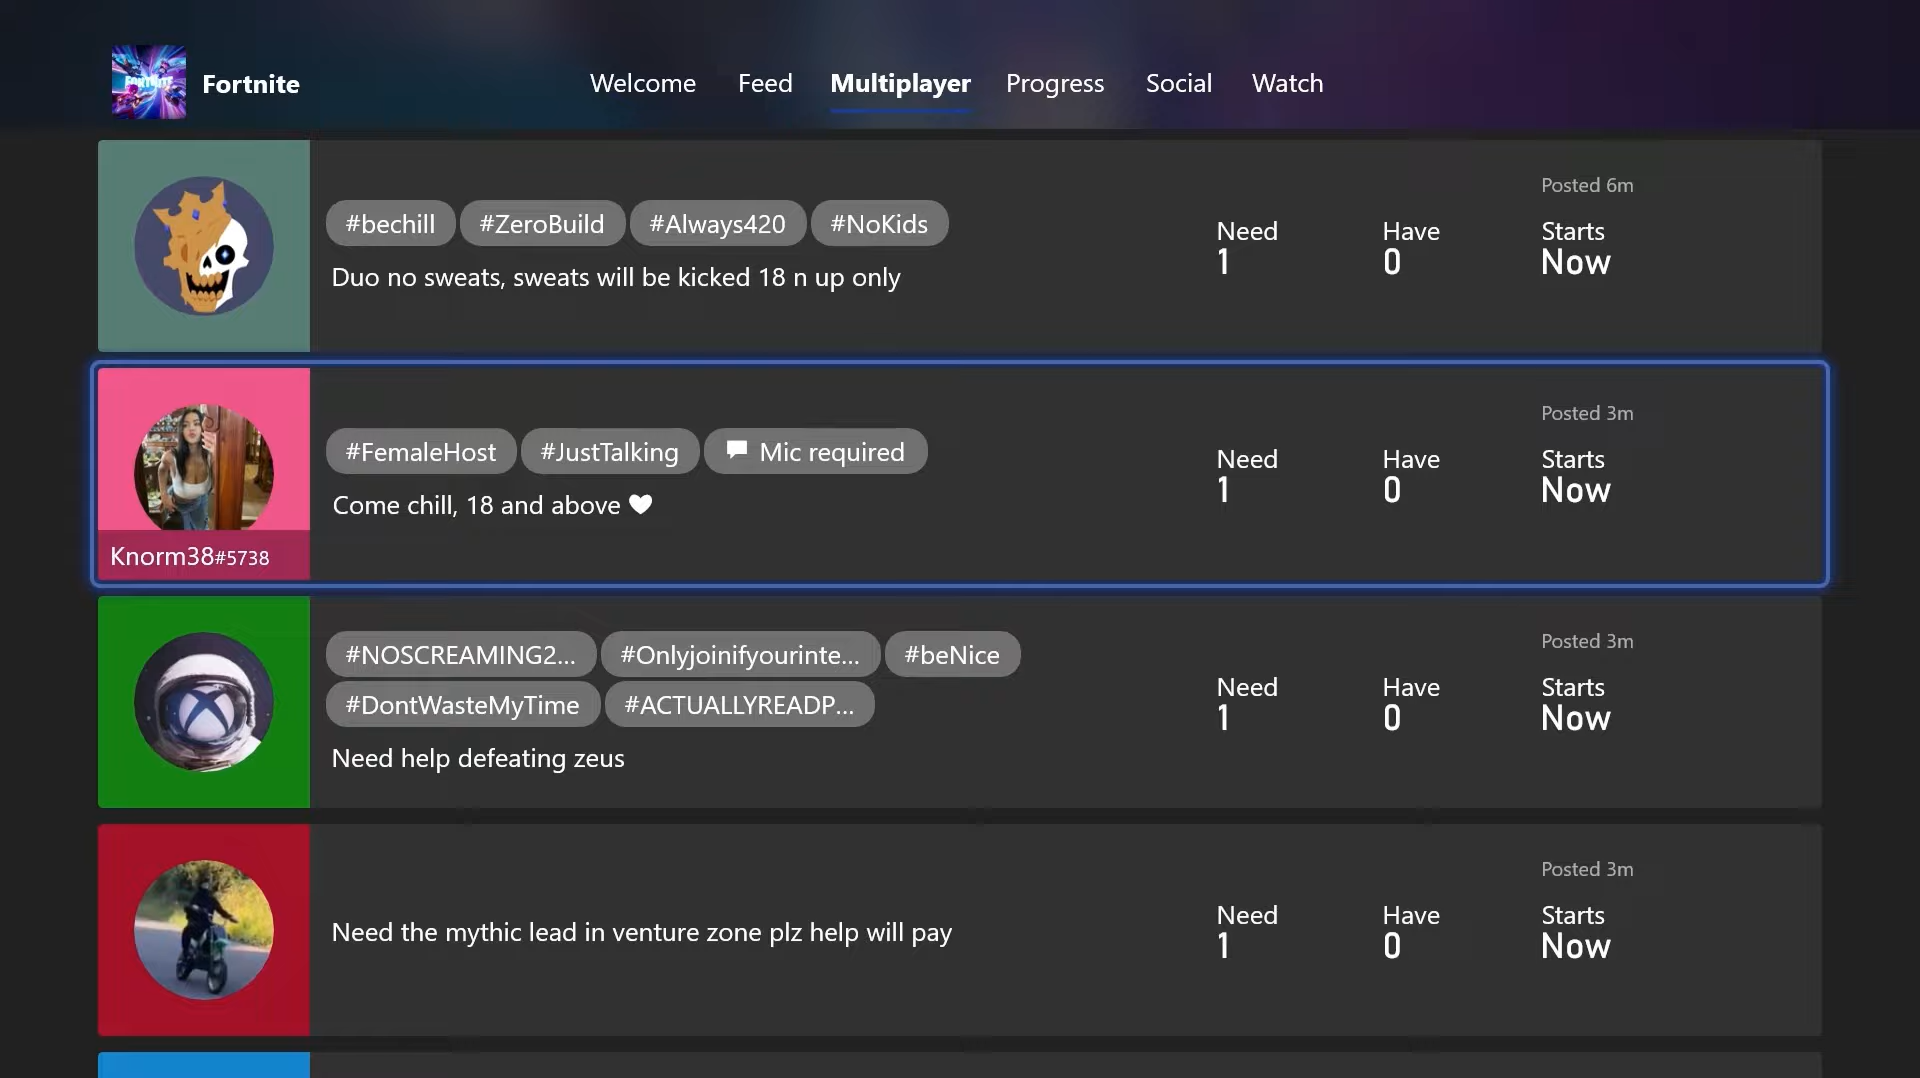 FORTNITE
Fortnite
Welcome Feed Multiplayer Progress Social Watch
Posted 6m
#bechill #ZeroBuild #Always420 #NoKids
Duo no sweats, sweats will be kicked 18 n up only
Need Have Starts
1 0 Now
Posted 3m
#FemaleHost #JustTalking Mic required
Come chill, 18 and above 🤍
Need Have Starts
1 0 Now
Knorm38#5738
Posted 3m
#NOSCREAMING2... #Onlyjoinifyourinte... #beNice
#DontWasteMyTime #ACTUALLYREADP...
Need help defeating zeus
Need Have Starts
1 0 Now
Posted 3m
Need the mythic lead in venture zone plz help will pay
Need Have Starts
1 0 Now